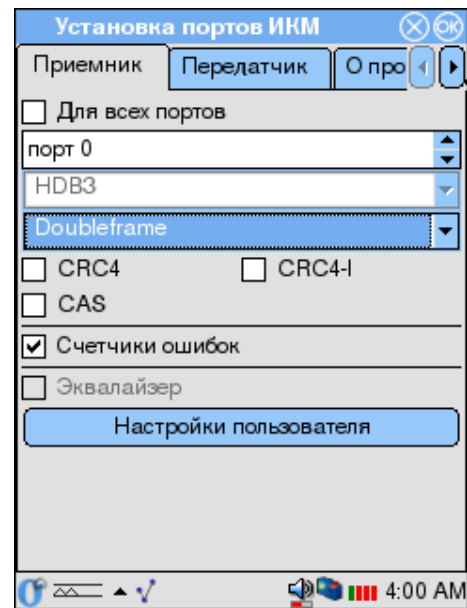 Установка портов ИКМ OK
Приемник Передатчик О про
Для всех портов
порт 0
HDB3
Doubleframe
CRC4 CRC4-I
CAS
Счетчики ошибок
Эквалайзер
Настройки пользователя
4:00 AM